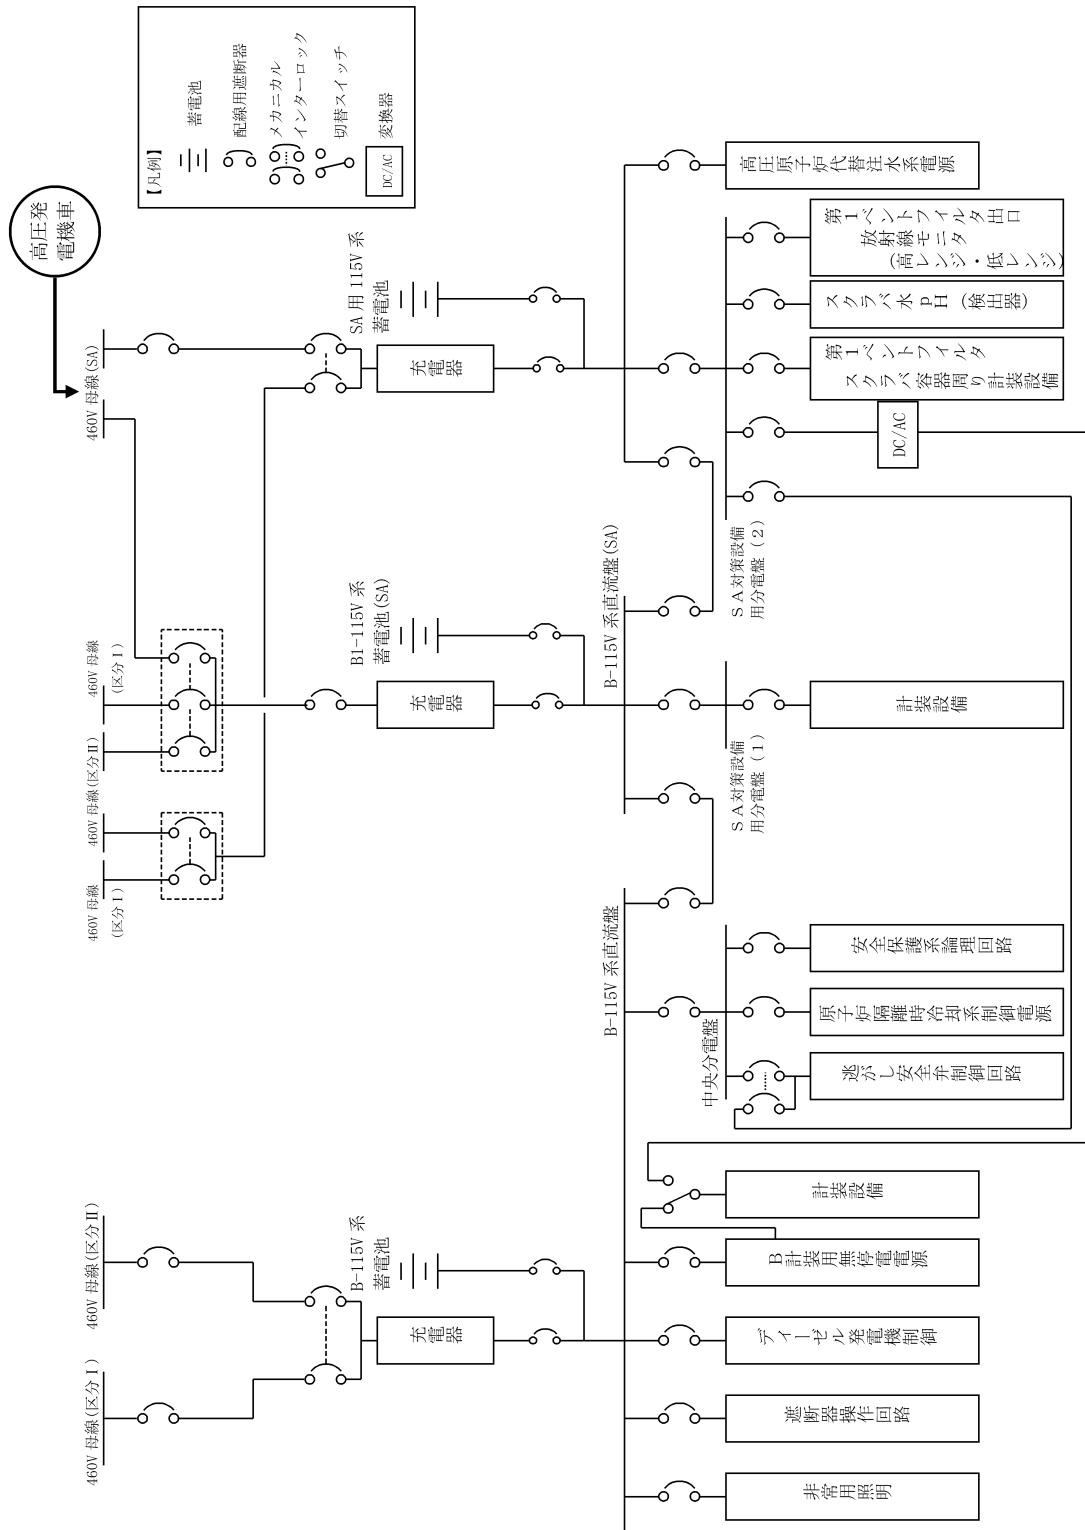 【凡例】
蓄電池
配線用遮断器
メカニカル
インターロック
切替スイッチ
DC/AC
変換器
高圧発
電機車
460V 母線(SA)
460V 母線
(区分Ⅰ)
460V 母線(区分Ⅱ)
460V 母線
(区分Ⅰ)
460V 母線(区分Ⅱ)
460V 母線(区分Ⅰ)
SA 用 115V 系
蓄電池
充電器
B1-115V 系
蓄電池(SA)
充電器
B-115V 系
蓄電池
充電器
B-115V 系直流盤(SA)
B-115V 系直流盤
SA対策設備
用分電盤(2)
SA対策設備
用分電盤(1)
中央分電盤
高圧原子炉代替注水系電源
第1ベントフィルタ出口
放射線モニタ
(高レンジ・低レンジ)
スクラバ水 pH (検出器)
第1ベントフィルタ
スクラバ容器周り計装設備
DC/AC
計装設備
安全保護系論理回路
原子炉隔離時冷却系制御電源
逃がし安全弁制御回路
計装設備
B計装用無停電電源
ディーゼル発電機制御
遮断器操作回路
非常用照明